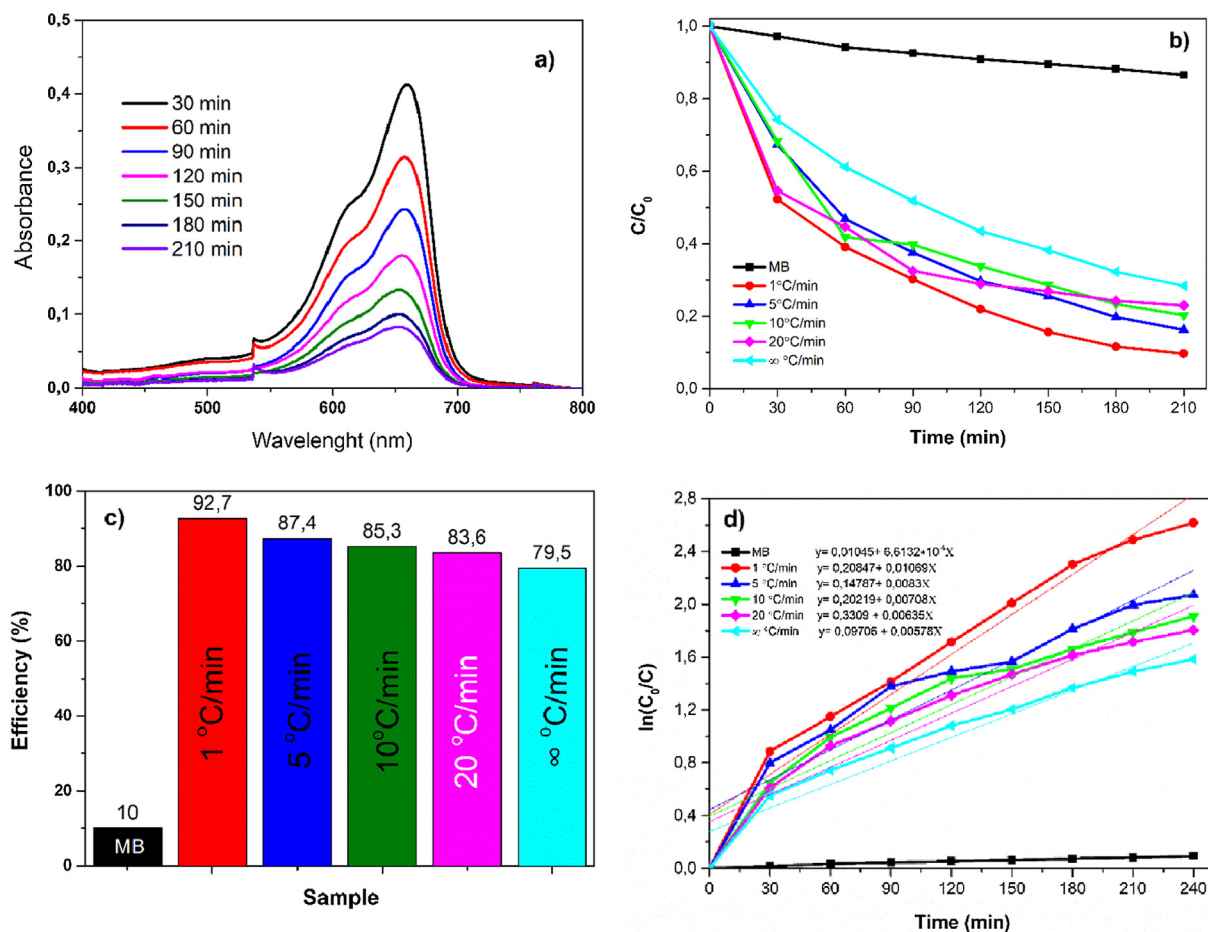 a)
0,5
0,4
0,3
0,2
0,1
0,0
Absorbance
30 min
60 min
90 min
120 min
150 min
180 min
210 min
400 500 600 700 800
Wavelenght (nm)
b)
1,0
0,8
0,6
0,4
0,2
0,0
C/C0
MB
1°C/min
5°C/min
10°C/min
20°C/min
∞ °C/min
0 30 60 90 120 150 180 210
Time (min)
c)
100
80
60
40
20
0
Efficiency (%)
10
92,7
87,4
85,3
83,6
79,5
MB
1 °C/min
5 °C/min
10°C/min
20 °C/min
∞ °C/min
Sample
d)
2,8
2,4
2,0
1,6
1,2
0,8
0,4
0,0
ln(C0/C)
MB y= 0,01045+ 6,6132*10-4X
1 °C/min y= 0,20847+ 0,01069X
5 °C/min y= 0,14787+ 0,0083X
10 °C/min y= 0,20219+ 0,00708X
20 °C/min y= 0,3309 + 0,00635X
∞ °C/min y= 0,09706 + 0,00578X
0 30 60 90 120 150 180 210 240
Time (min)